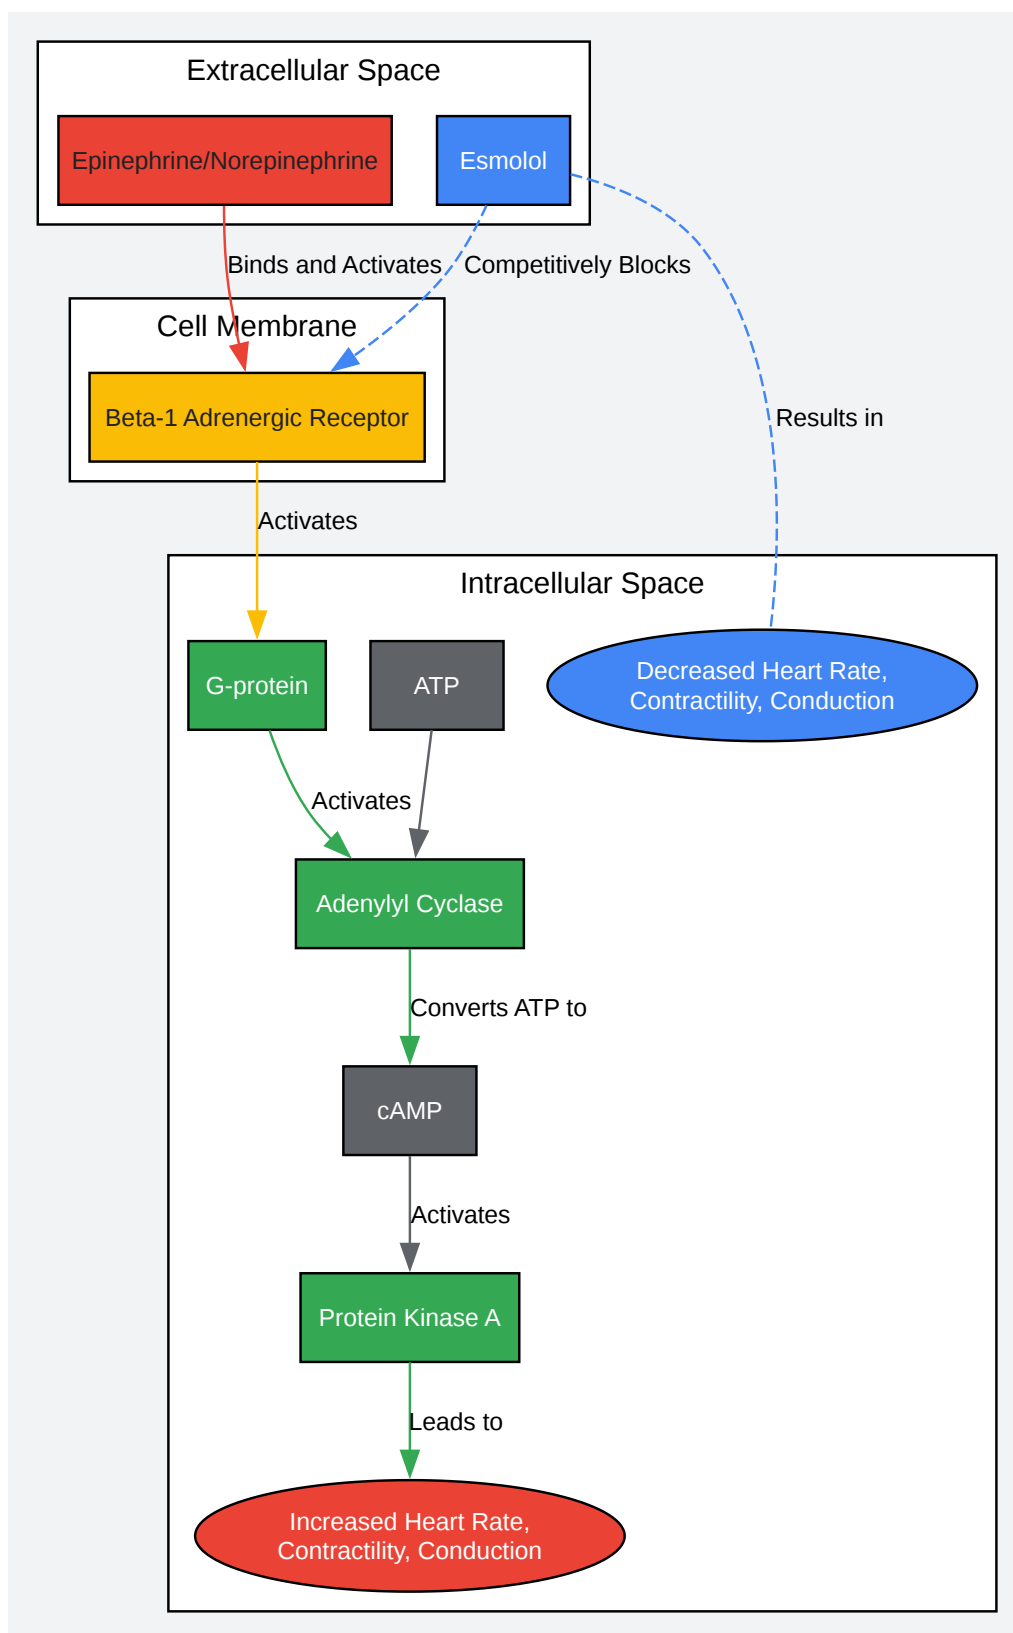 Extracellular Space
Epinephrine/Norepinephrine
Esmolol
Binds and Activates
Competitively Blocks
Cell Membrane
Beta-1 Adrenergic Receptor
Results in
Activates
Intracellular Space
G-protein
ATP
Decreased Heart Rate,
Contractility, Conduction
Activates
Adenylyl Cyclase
Converts ATP to
cAMP
Activates
Protein Kinase A
Leads to
Increased Heart Rate,
Contractility, Conduction